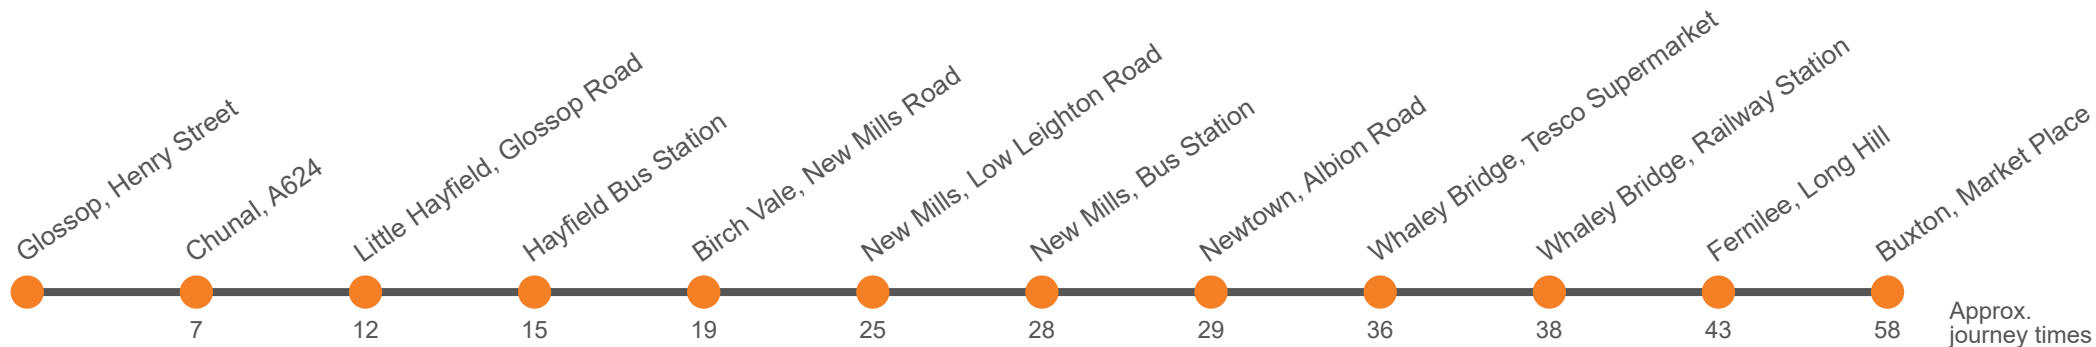 Glossop, Henry Street
Chunal, A624
Little Hayfield, Glossop Road
Hayfield Bus Station
Birch Vale, New Mills Road
New Mills, Low Leighton Road
New Mills, Bus Station
Newtown, Albion Road
Whaley Bridge, Tesco Supermarket
Whaley Bridge, Railway Station
Fernilee, Long Hill
Buxton, Market Place
7 12 15 19 25 28 29 36 38 43 58
Approx.
journey times